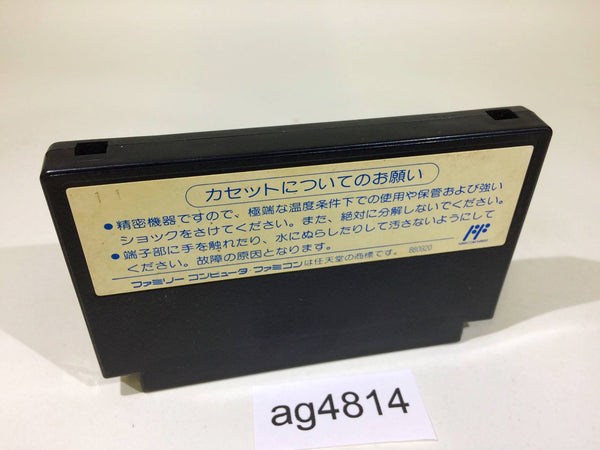 1 1
カセットについてのお願い
●精密機器ですので、極端な温度条件下での使用や保管および強い
ショックをさけてください。また、絶対に分解しないでください。
●端子部に手を触れたり、水にぬらしたりして汚さないようにして
ください。故障の原因となります。
ファミリー コンピュータ・ファミコンは任天堂の商標です。 880920
ag4814